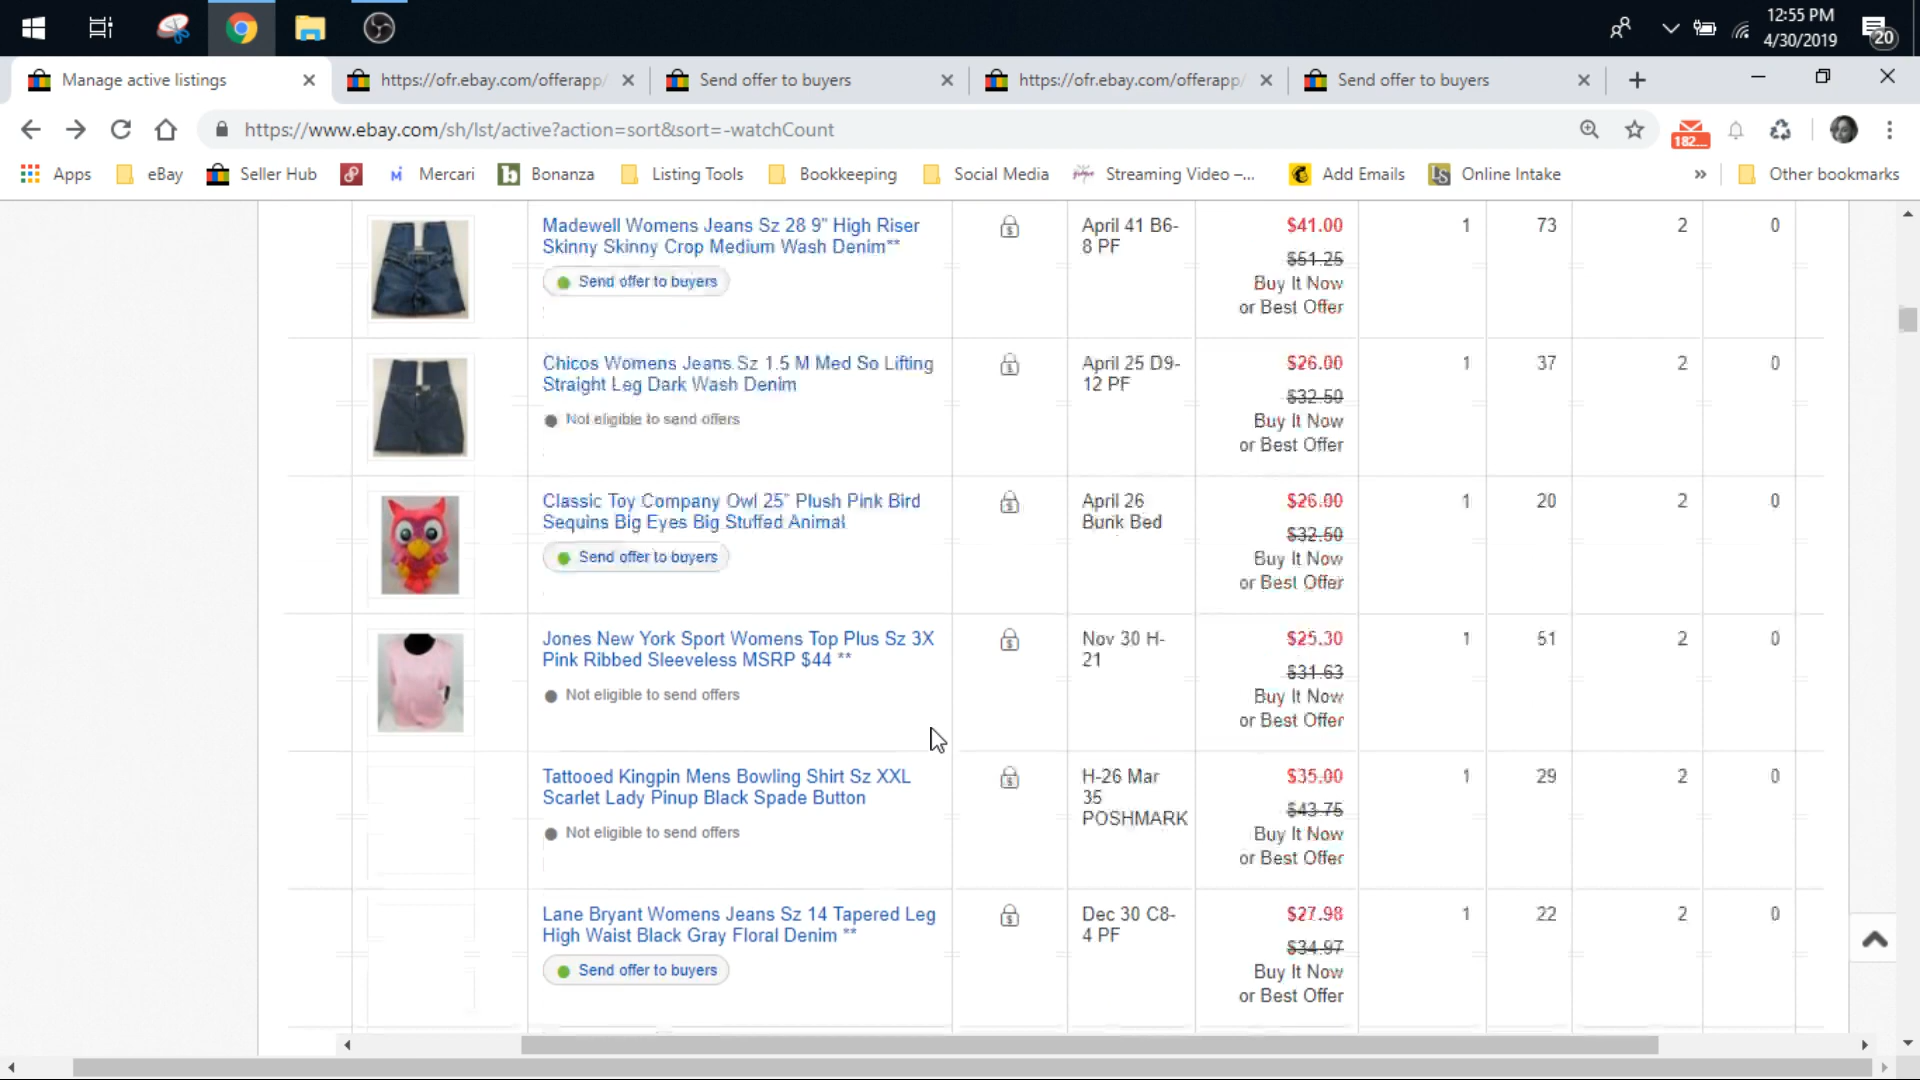 12:55 PM
4/30/2019
20
Manage active listings
https://ofr.ebay.com/offerapp/
Send offer to buyers
https://ofr.ebay.com/offerapp/
Send offer to buyers
https://www.ebay.com/sh/lst/active?action=sort&sort=-watchCount
182...
Apps
eBay
Seller Hub
Mercari
Bonanza
Listing Tools
Bookkeeping
Social Media
Streaming Video –...
Add Emails
Online Intake
»
Other bookmarks
Madewell Womens Jeans Sz 28 9" High Riser
Skinny Skinny Crop Medium Wash Denim**
Send offer to buyers
April 41 B6-
8 PF
$41.00
$51.25
Buy It Now
or Best Offer
1
73
2
0
Chicos Womens Jeans Sz 1.5 M Med So Lifting
Straight Leg Dark Wash Denim
Not eligible to send offers
April 25 D9-
12 PF
$26.00
$32.50
Buy It Now
or Best Offer
1
37
2
0
Classic Toy Company Owl 25" Plush Pink Bird
Sequins Big Eyes Big Stuffed Animal
Send offer to buyers
April 26
Bunk Bed
$26.00
$32.50
Buy It Now
or Best Offer
1
20
2
0
Jones New York Sport Womens Top Plus Sz 3X
Pink Ribbed Sleeveless MSRP $44 **
Not eligible to send offers
Nov 30 H-
21
$25.30
$31.63
Buy It Now
or Best Offer
1
51
2
0
Tattooed Kingpin Mens Bowling Shirt Sz XXL
Scarlet Lady Pinup Black Spade Button
Not eligible to send offers
H-26 Mar
35
POSHMARK
$35.00
$43.75
Buy It Now
or Best Offer
1
29
2
0
Lane Bryant Womens Jeans Sz 14 Tapered Leg
High Waist Black Gray Floral Denim **
Send offer to buyers
Dec 30 C8-
4 PF
$27.98
$34.97
Buy It Now
or Best Offer
1
22
2
0